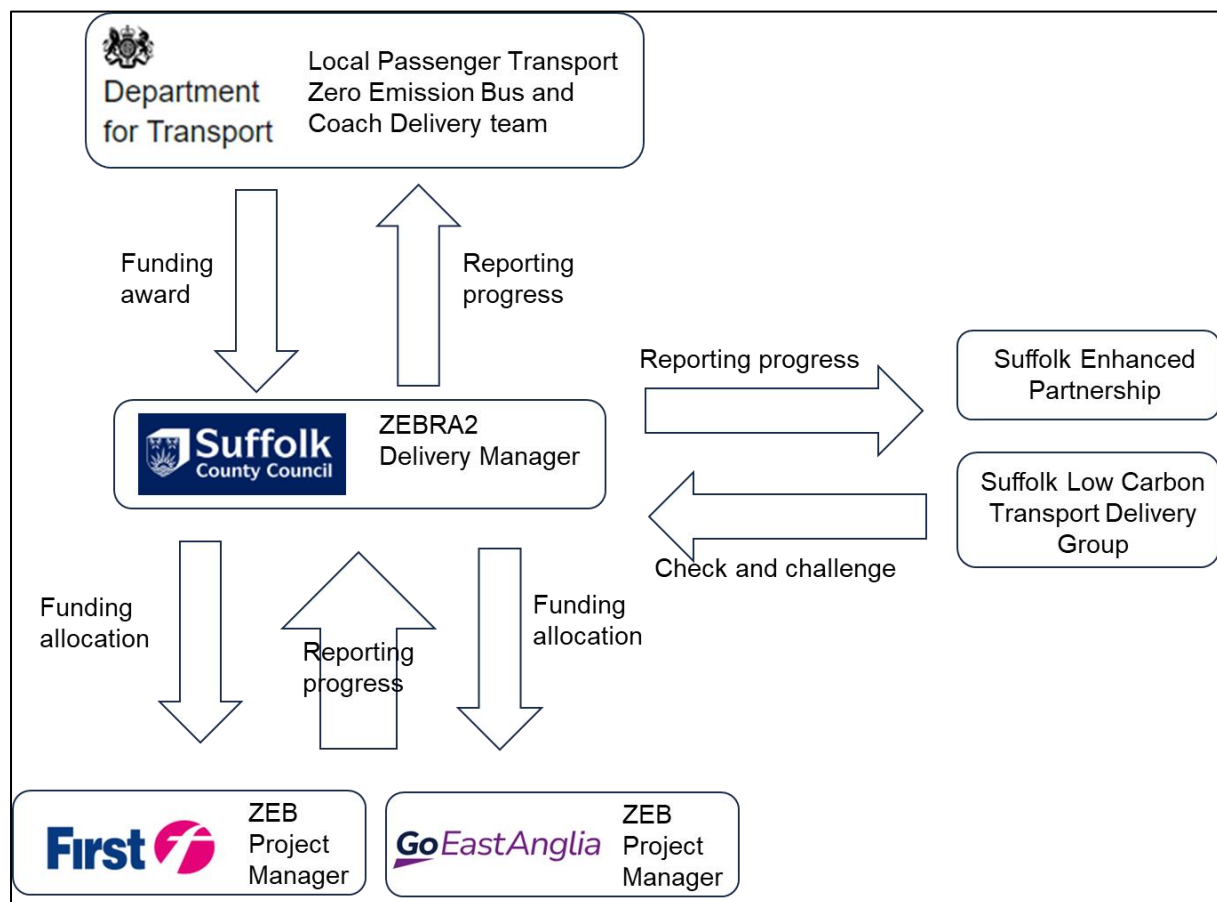 Department
for Transport
Local Passenger Transport
Zero Emission Bus and
Coach Delivery team
Funding
award
Reporting
progress
Suffolk
County Council
ZEBRA2
Delivery Manager
Reporting progress
Suffolk Enhanced
Partnership
Suffolk Low Carbon
Transport Delivery
Group
Check and challenge
Funding
allocation
Reporting
progress
Funding
allocation
First
ZEB
Project
Manager
GoEastAnglia
ZEB
Project
Manager